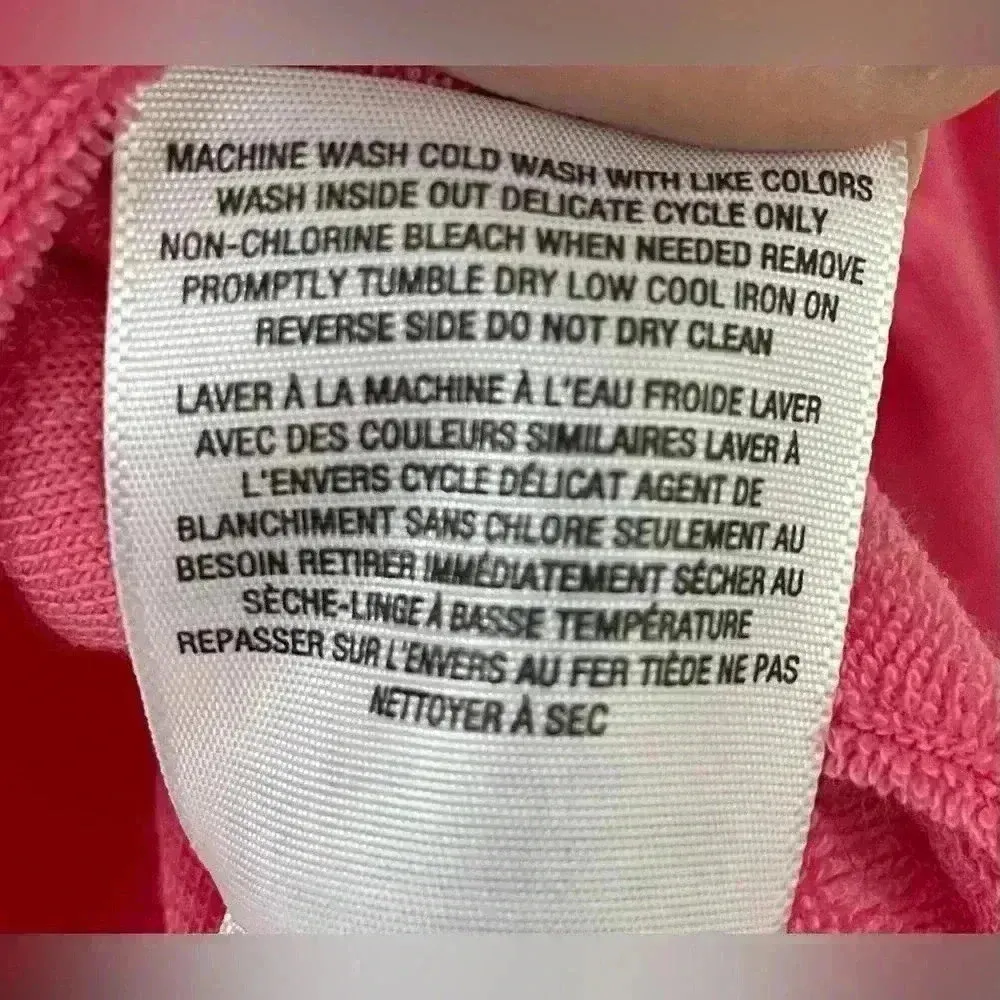 MACHINE WASH COLD WASH WITH LIKE COLORS
WASH INSIDE OUT DELICATE CYCLE ONLY
NON-CHLORINE BLEACH WHEN NEEDED REMOVE
PROMPTLY TUMBLE DRY LOW COOL IRON ON
REVERSE SIDE DO NOT DRY CLEAN
LAVER À LA MACHINE À L'EAU FROIDE LAVER
AVEC DES COULEURS SIMILAIRES LAVER À
L'ENVERS CYCLE DÉLICAT AGENT DE
BLANCHIMENT SANS CHLORE SEULEMENT AU
BESOIN RETIRER IMMÉDIATEMENT SÉCHER AU
SÈCHE-LINGE À BASSE TEMPÉRATURE
REPASSER SUR L'ENVERS AU FER TIÈDE NE PAS
NETTOYER À SEC